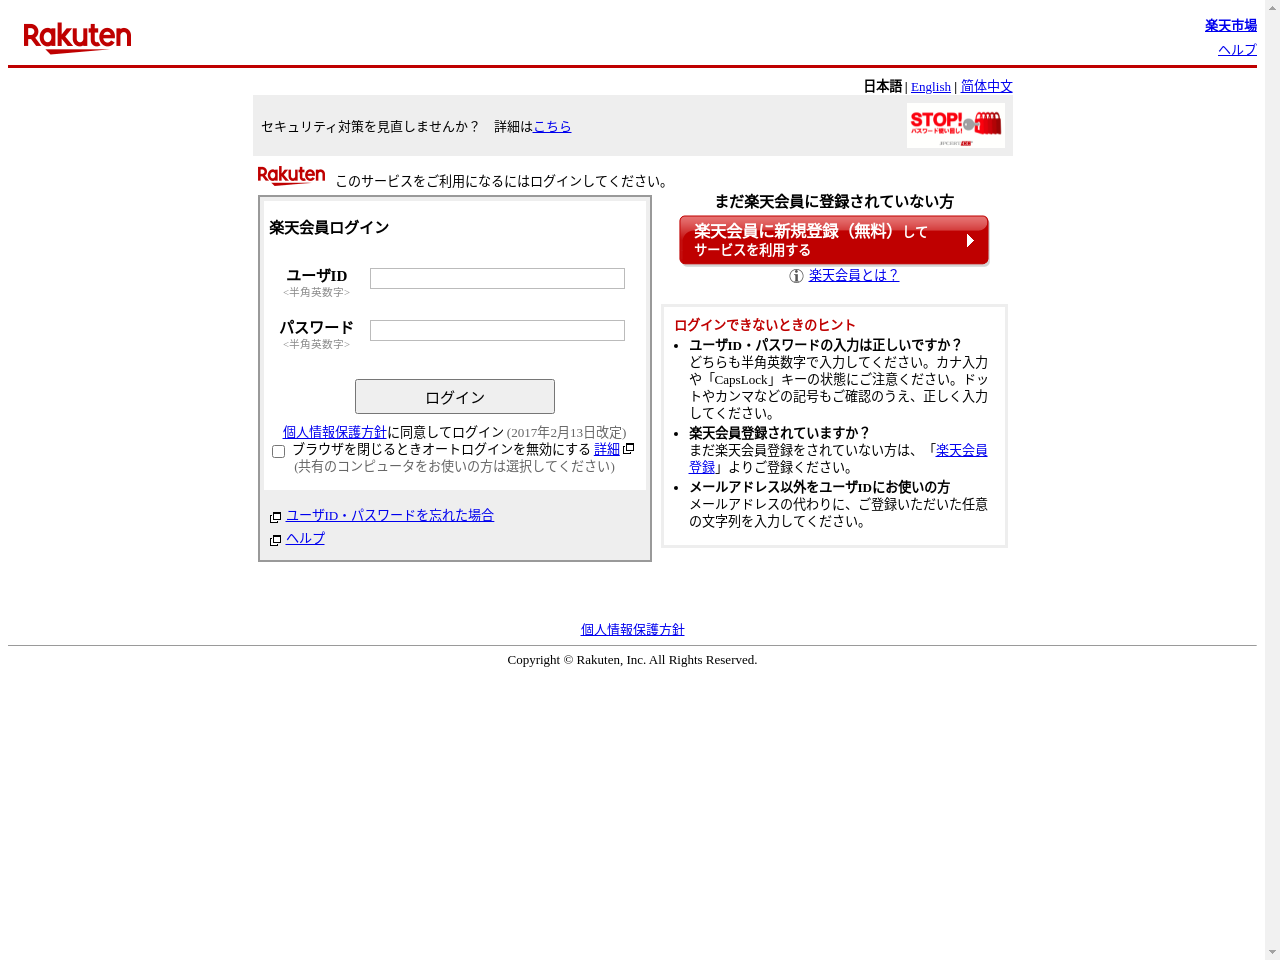 Rakuten
楽天市場
ヘルプ
日本語 | English | 简体中文
セキュリティ対策を見直しませんか？　詳細はこちら
STOP!
パスワード使い回し!
Rakuten
このサービスをご利用になるにはログインしてください。
楽天会員ログイン
ユーザID
<半角英数字>
パスワード
<半角英数字>
ログイン
個人情報保護方針に同意してログイン (2017年2月13日改定)
ブラウザを閉じるときオートログインを無効にする 詳細
(共有のコンピュータをお使いの方は選択してください)
ユーザID・パスワードを忘れた場合
ヘルプ
まだ楽天会員に登録されていない方
楽天会員に新規登録（無料）して
サービスを利用する
楽天会員とは？
ログインできないときのヒント
ユーザID・パスワードの入力は正しいですか？
どちらも半角英数字で入力してください。カナ入力
や「CapsLock」キーの状態にご注意ください。ドッ
トやカンマなどの記号もご確認のうえ、正しく入力
してください。
楽天会員登録されていますか？
まだ楽天会員登録をされていない方は、「楽天会員
登録」よりご登録ください。
メールアドレス以外をユーザIDにお使いの方
メールアドレスの代わりに、ご登録いただいた任意
の文字列を入力してください。
個人情報保護方針
Copyright © Rakuten, Inc. All Rights Reserved.